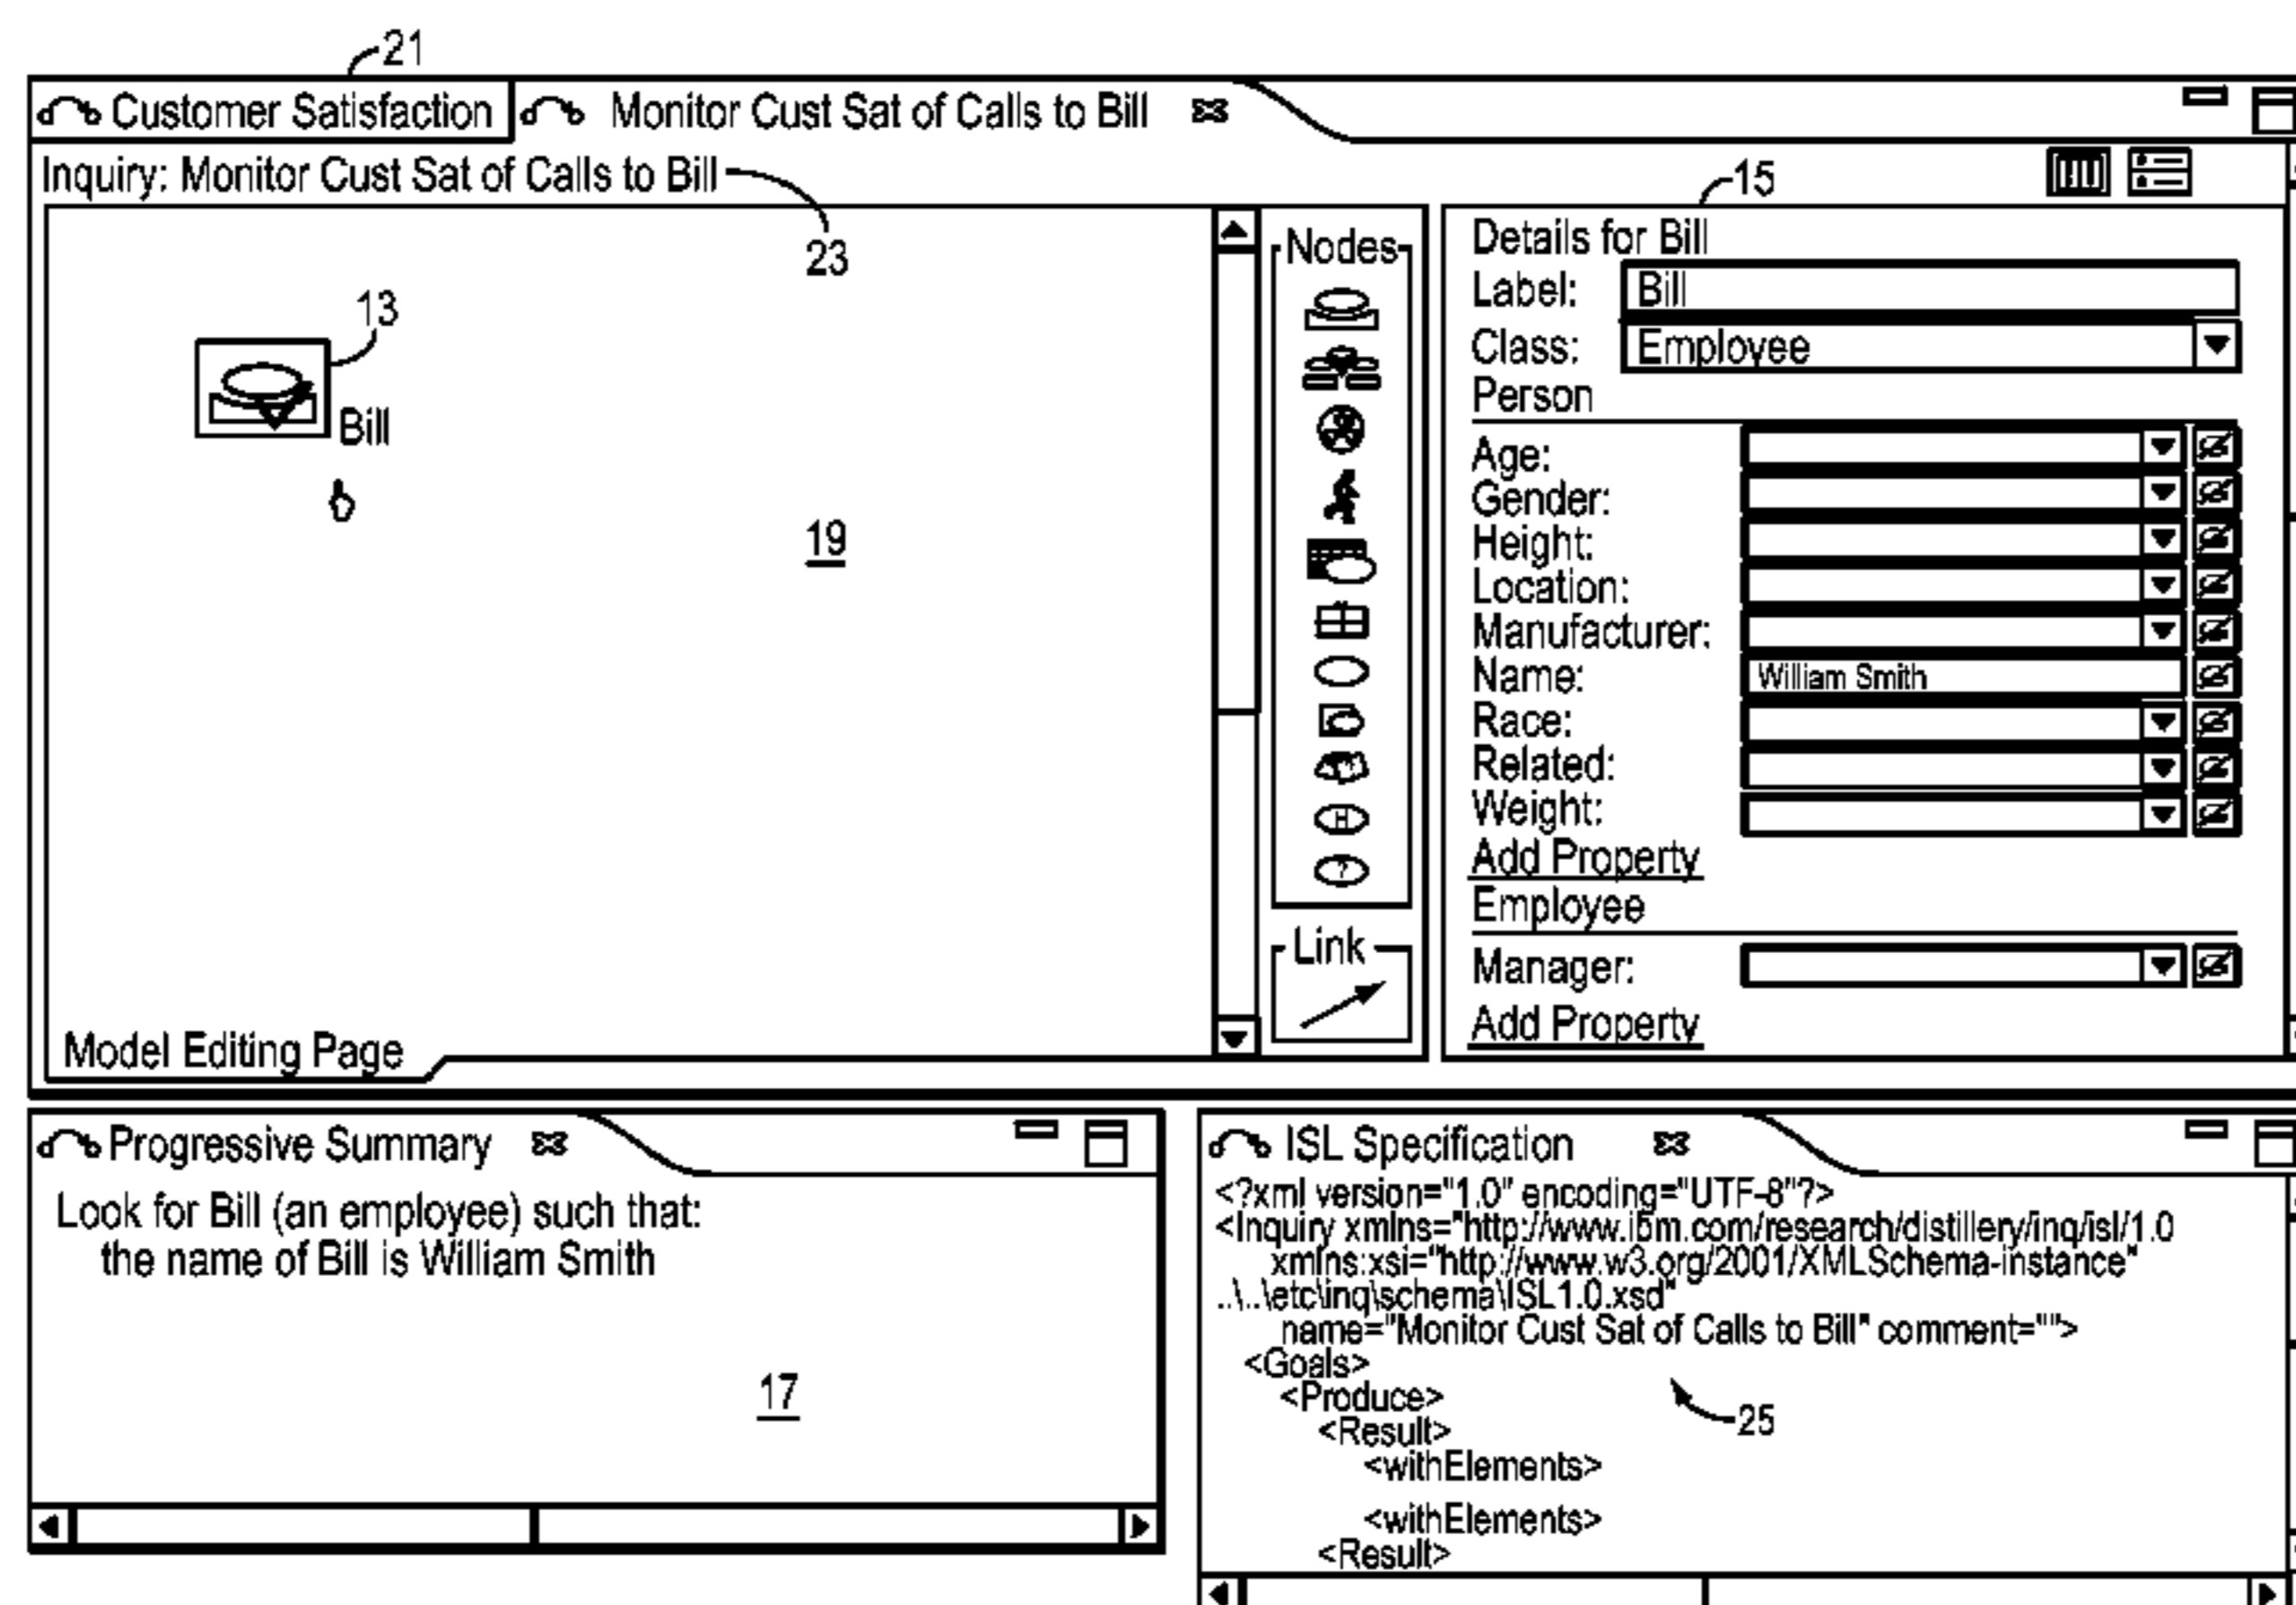 21
Customer Satisfaction
Monitor Cust Sat of Calls to Bill
Inquiry: Monitor Cust Sat of Calls to Bill
23
13
Bill
19
Model Editing Page
Nodes
H
?
Link
15
Details for Bill
Label: Bill
Class: Employee
Person
Age:
Gender:
Height:
Location:
Manufacturer:
Name: William Smith
Race:
Related:
Weight:
Add Property
Employee
Manager:
Add Property
Progressive Summary
Look for Bill (an employee) such that:
the name of Bill is William Smith
17
ISL Specification
<?xml version="1.0" encoding="UTF-8"?>
<Inquiry xmlns="http://www.ibm.com/research/distillery/inq/isl/1.0
xmlns:xsi="http://www.w3.org/2001/XMLSchema-instance"
..\..\etc\inq\schema\ISL1.0.xsd"
name="Monitor Cust Sat of Calls to Bill" comment="">
<Goals>
<Produce>
<Result>
<withElements>
<withElements>
<Result>
25